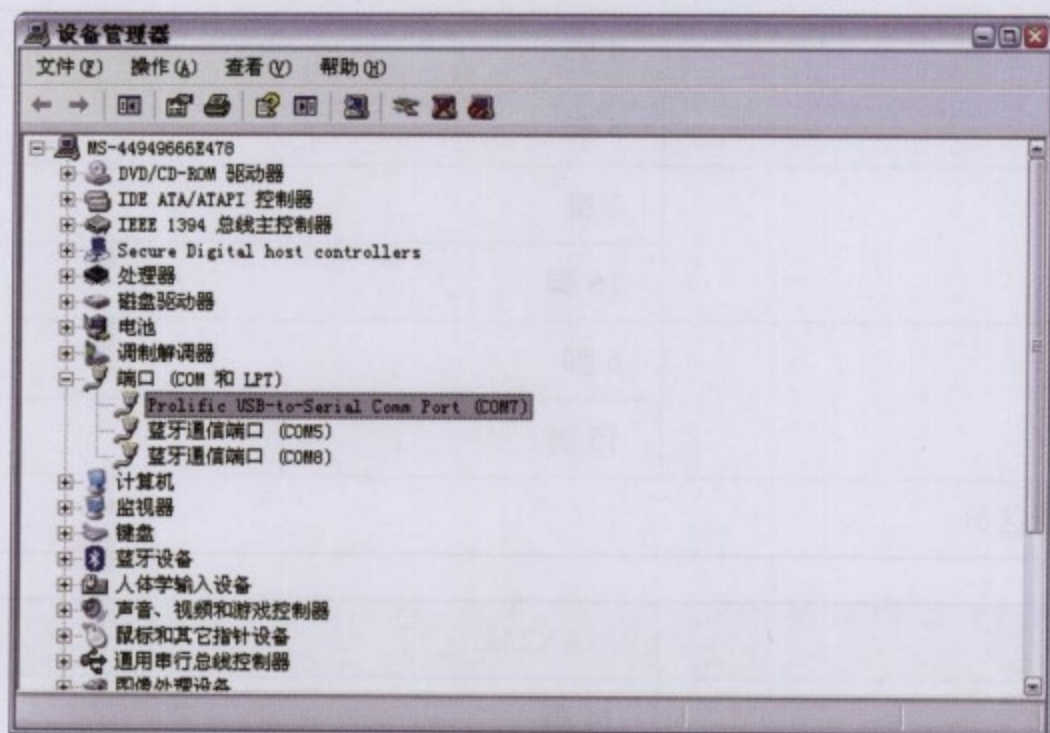 设备管理器
文件(F) 操作(A) 查看(V) 帮助(H)
MS-44949666E478
DVD/CD-ROM 驱动器
IDE ATA/ATAPI 控制器
IEEE 1394 总线主控制器
Secure Digital host controllers
处理器
磁盘驱动器
电池
调制解调器
端口 (COM 和 LPT)
Prolific USB-to-Serial Comm Port (COM7)
蓝牙通信端口 (COM5)
蓝牙通信端口 (COM8)
计算机
监视器
键盘
蓝牙设备
人体学输入设备
声音、视频和游戏控制器
鼠标和其它指针设备
通用串行总线控制器
图像处理设备